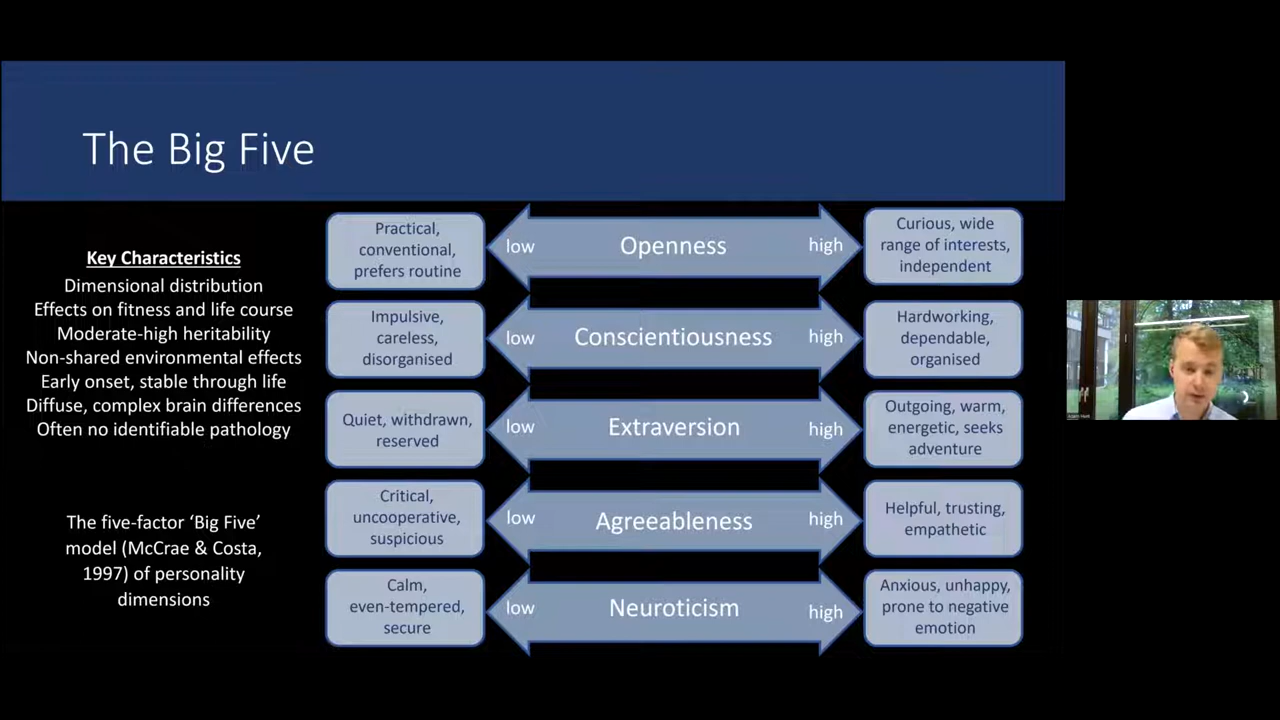 The Big Five
Key Characteristics
Dimensional distribution
Effects on fitness and life course
Moderate-high heritability
Non-shared environmental effects
Early onset, stable through life
Diffuse, complex brain differences
Often no identifiable pathology
The five-factor ‘Big Five’
model (McCrae & Costa,
1997) of personality
dimensions
Practical,
conventional,
prefers routine
low
Openness
high
Curious, wide
range of interests,
independent
Impulsive,
careless,
disorganised
low
Conscientiousness
high
Hardworking,
dependable,
organised
Quiet, withdrawn,
reserved
low
Extraversion
high
Outgoing, warm,
energetic, seeks
adventure
Critical,
uncooperative,
suspicious
low
Agreeableness
high
Helpful, trusting,
empathetic
Calm,
even-tempered,
secure
low
Neuroticism
high
Anxious, unhappy,
prone to negative
emotion